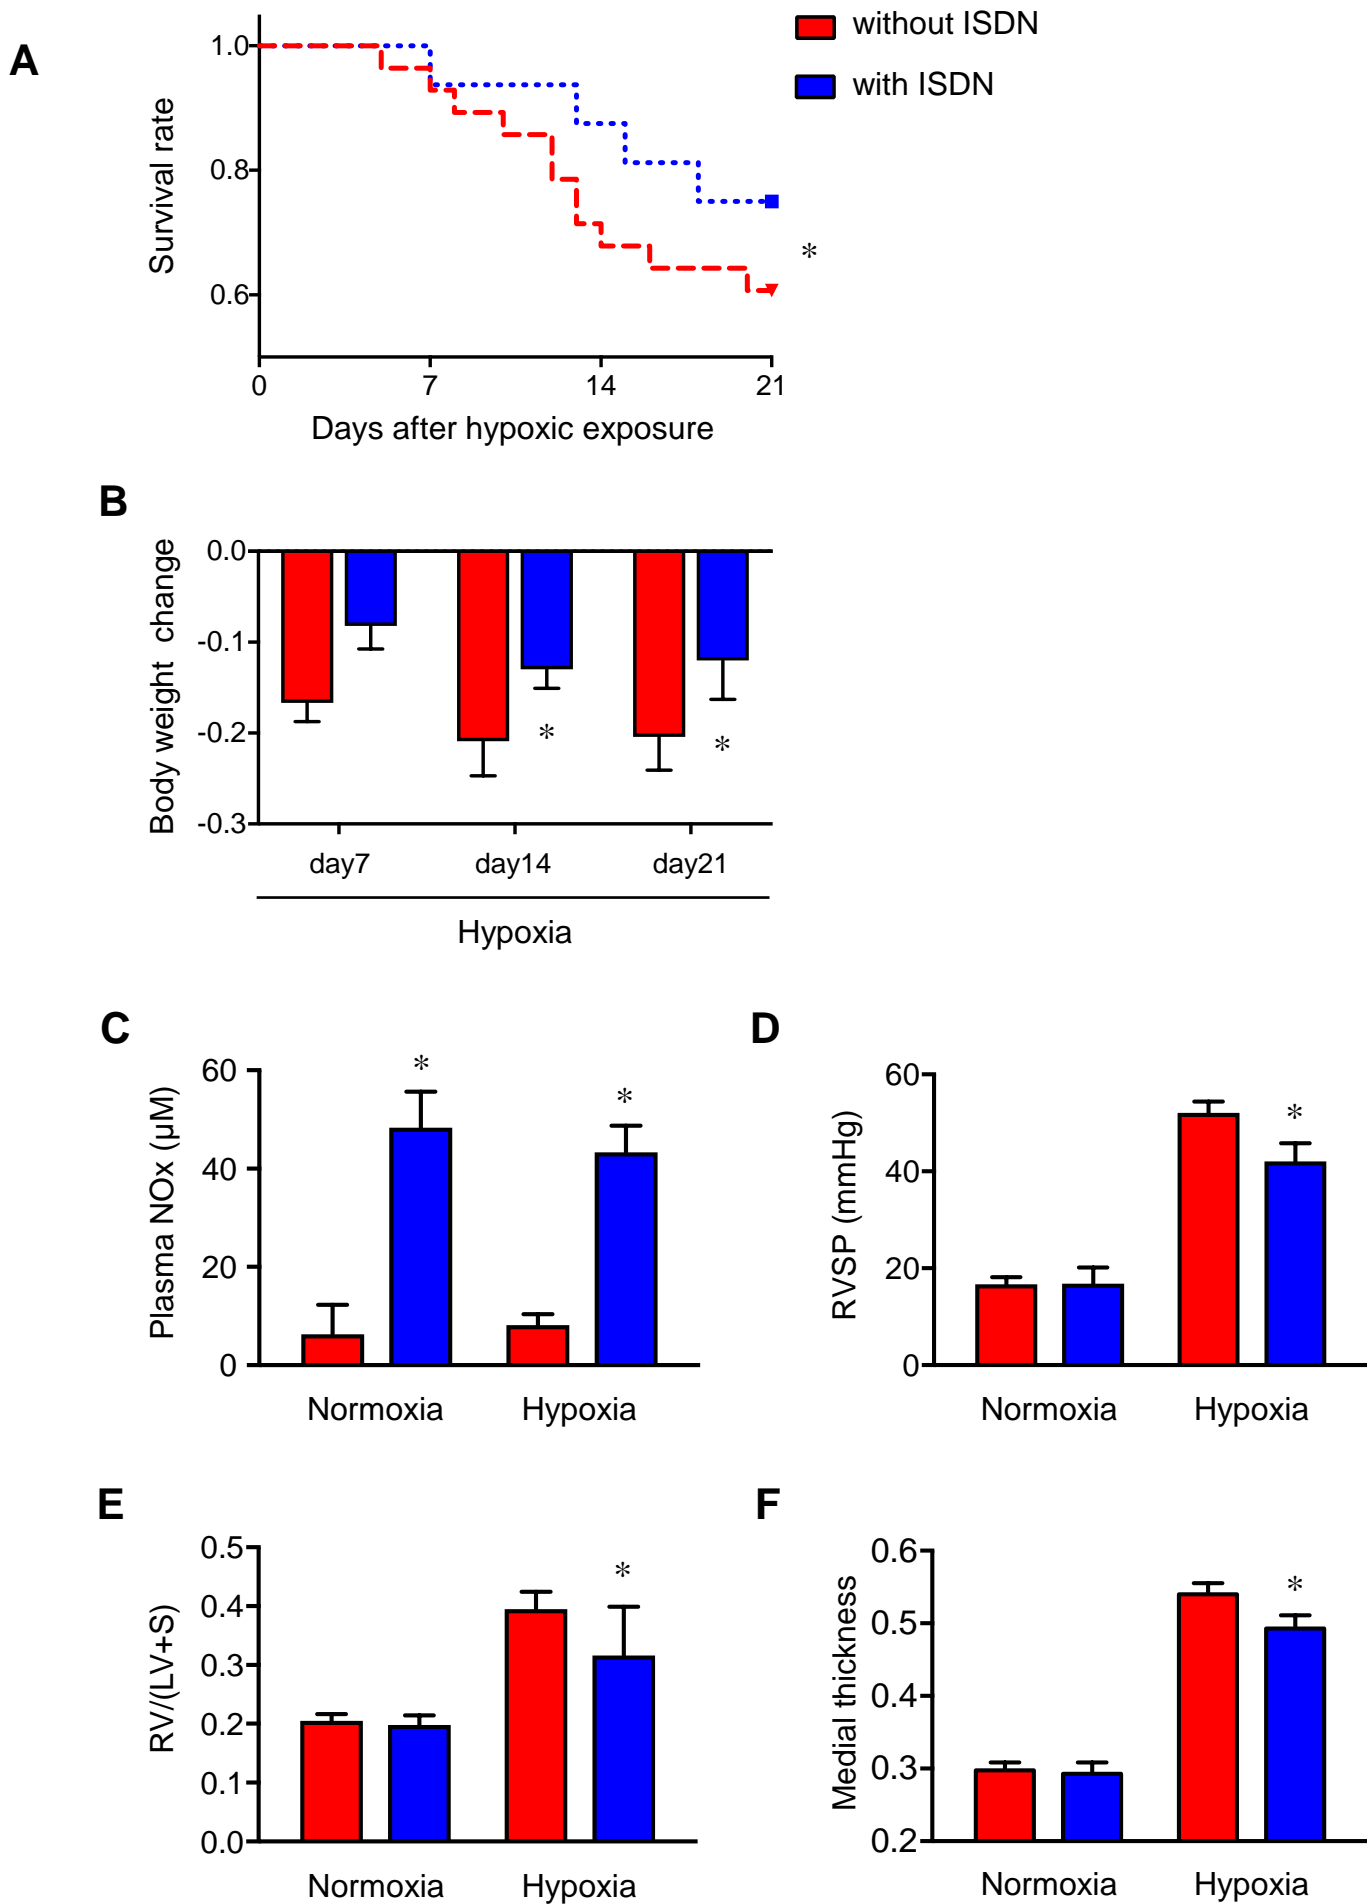 A
without ISDN
with ISDN
Survival rate
1.0
0.8
0.6
0 7 14 21
Days after hypoxic exposure
*
B
Body weight change
0.0
-0.1
-0.2
-0.3
* *
day7 day14 day21
Hypoxia
C
Plasma NOx (μM)
60
40
20
0
* *
Normoxia Hypoxia
D
RVSP (mmHg)
60
40
20
0
*
Normoxia Hypoxia
E
RV/(LV+S)
0.5
0.4
0.3
0.2
0.1
0.0
*
Normoxia Hypoxia
F
Medial thickness
0.6
0.5
0.4
0.3
0.2
*
Normoxia Hypoxia